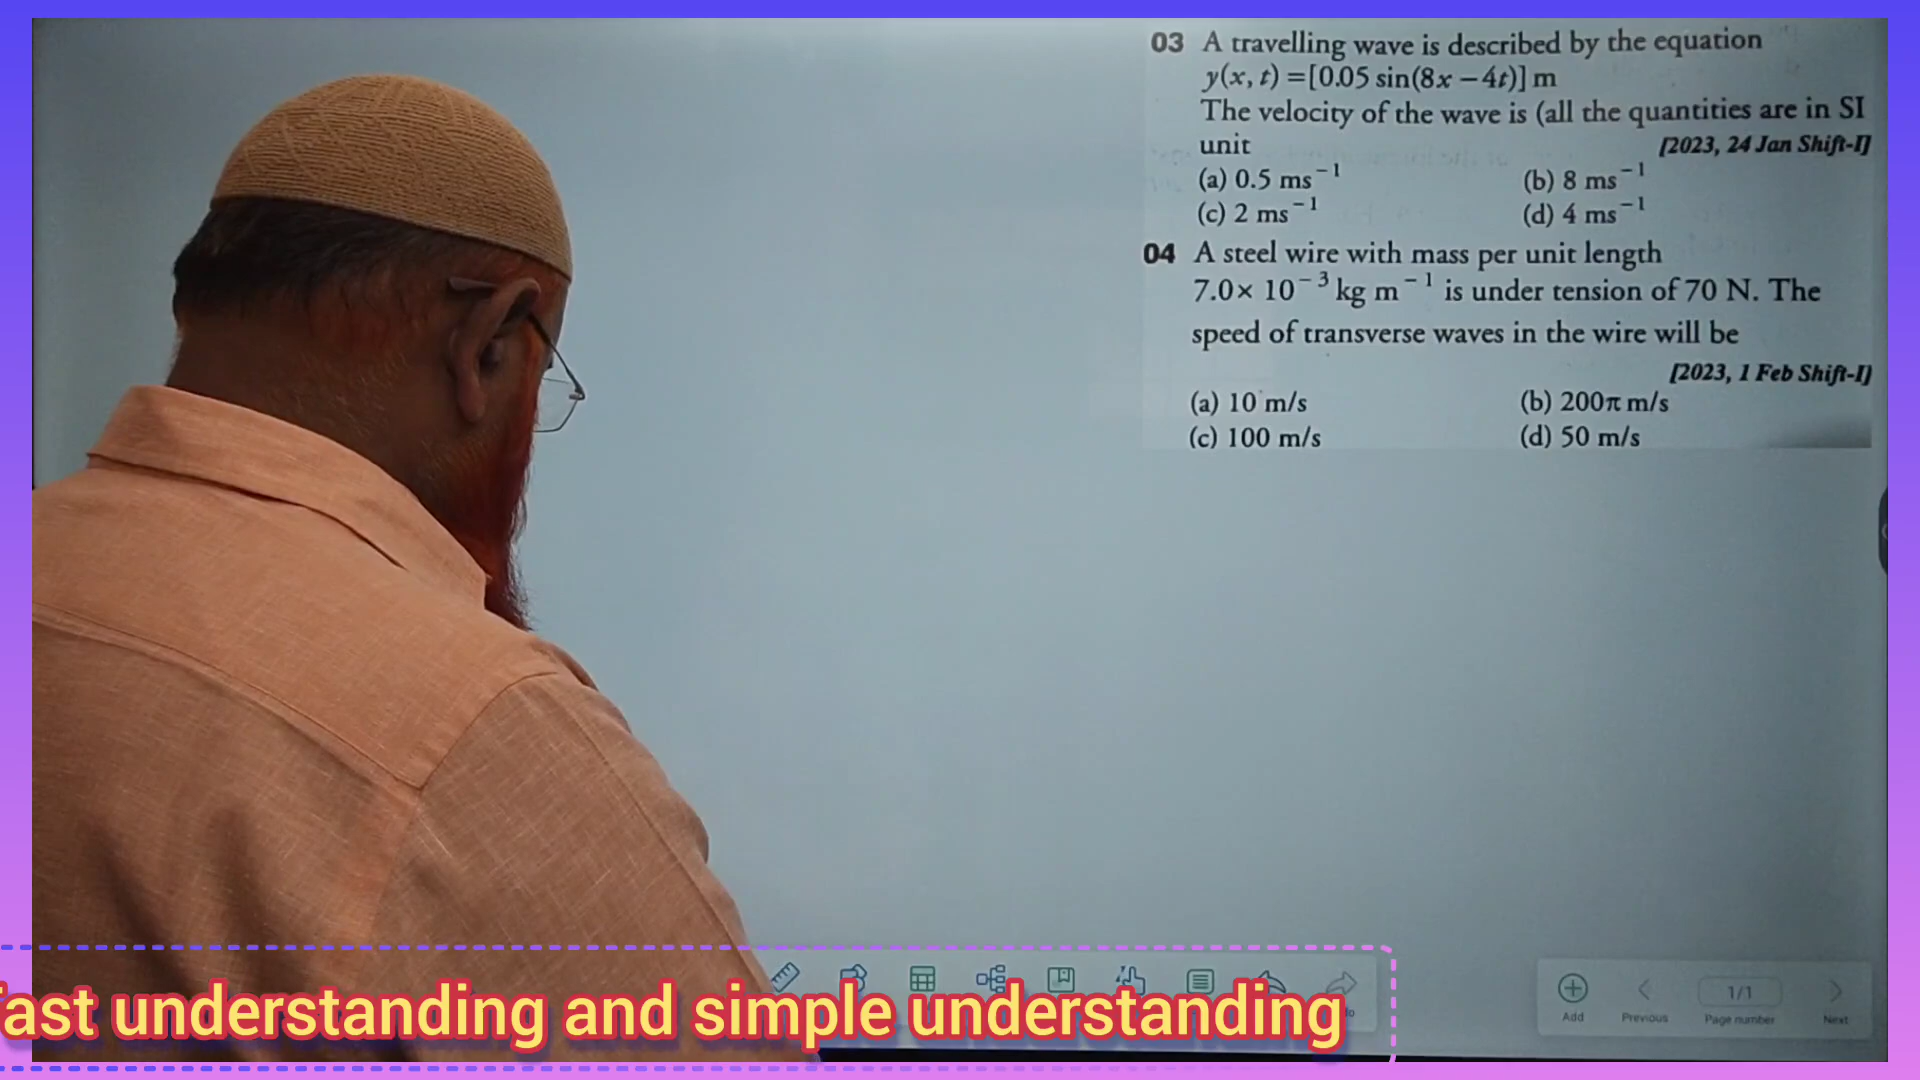 03 A travelling wave is described by the equation
y(x, t) =[0.05 sin(8x – 4t)] m
The velocity of the wave is (all the quantities are in SI
unit [2023, 24 Jan Shift-I]
(a) 0.5 ms⁻¹ (b) 8 ms⁻¹
(c) 2 ms⁻¹ (d) 4 ms⁻¹
04 A steel wire with mass per unit length
7.0× 10⁻³ kg m⁻¹ is under tension of 70 N. The
speed of transverse waves in the wire will be
[2023, 1 Feb Shift-I]
(a) 10 m/s (b) 200π m/s
(c) 100 m/s (d) 50 m/s
fast understanding and simple understanding
Add Previous 1/1 Page number Next